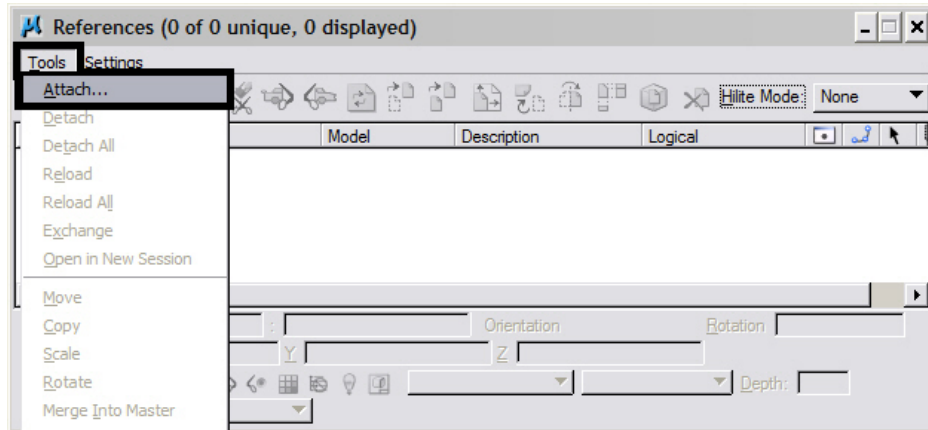 References (0 of 0 unique, 0 displayed)
Tools Settings
Attach...
Hilite Mode: None
Detach
Model Description Logical
Detach All
Reload
Reload All
Exchange
Open in New Session
Move
Copy : Orientation Rotation
Scale Y Z
Rotate Depth:
Merge Into Master